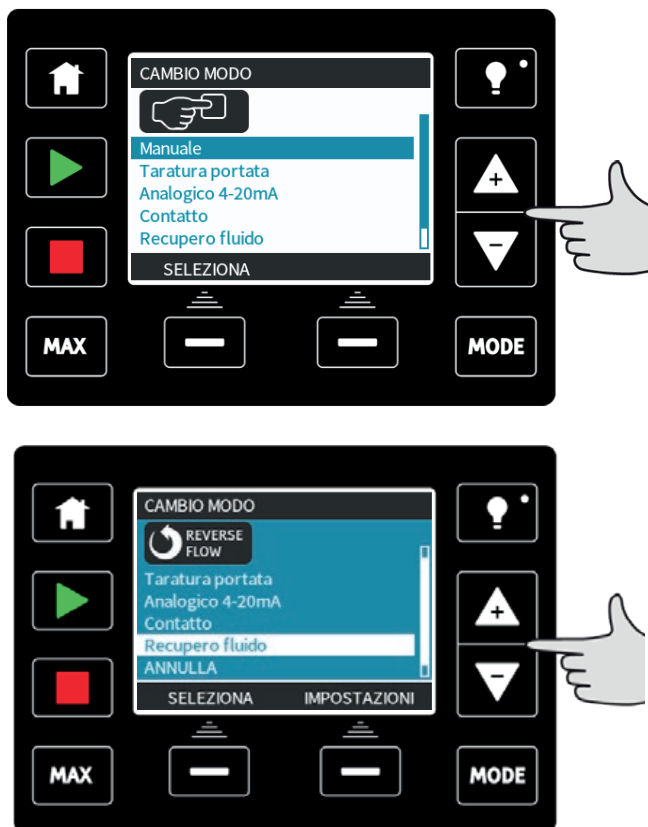 CAMBIO MODO
Manuale
Taratura portata
Analogico 4-20mA
Contatto
Recupero fluido
SELEZIONA
MAX
MODE
CAMBIO MODO
REVERSE
FLOW
Taratura portata
Analogico 4-20mA
Contatto
Recupero fluido
ANNULLA
SELEZIONA IMPOSTAZIONI
MAX
MODE